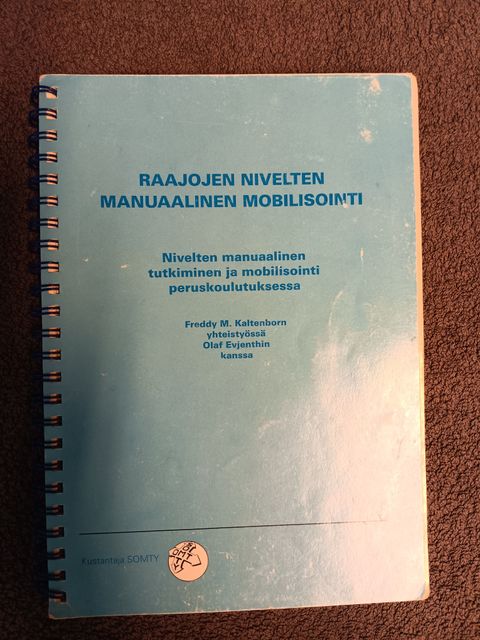 RAAJOJEN NIVELTEN
MANUAALINEN MOBILISOINTI
Nivelten manuaalinen
tutkiminen ja mobilisointi
peruskoulutuksessa
Freddy M. Kaltenborn
yhteistyössä
Olaf Evjenthin
kanssa
Kustantaja SOMTY